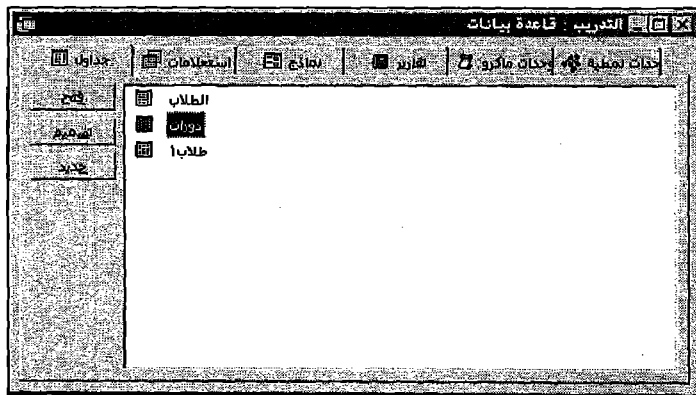 التدريب : قاعدة بيانات
جداول استعلامات نماذج تقارير وحدات ماكرو وحدات نمطية
فتح
تصميم
جديد
الطلاب
دورات
طلاب1